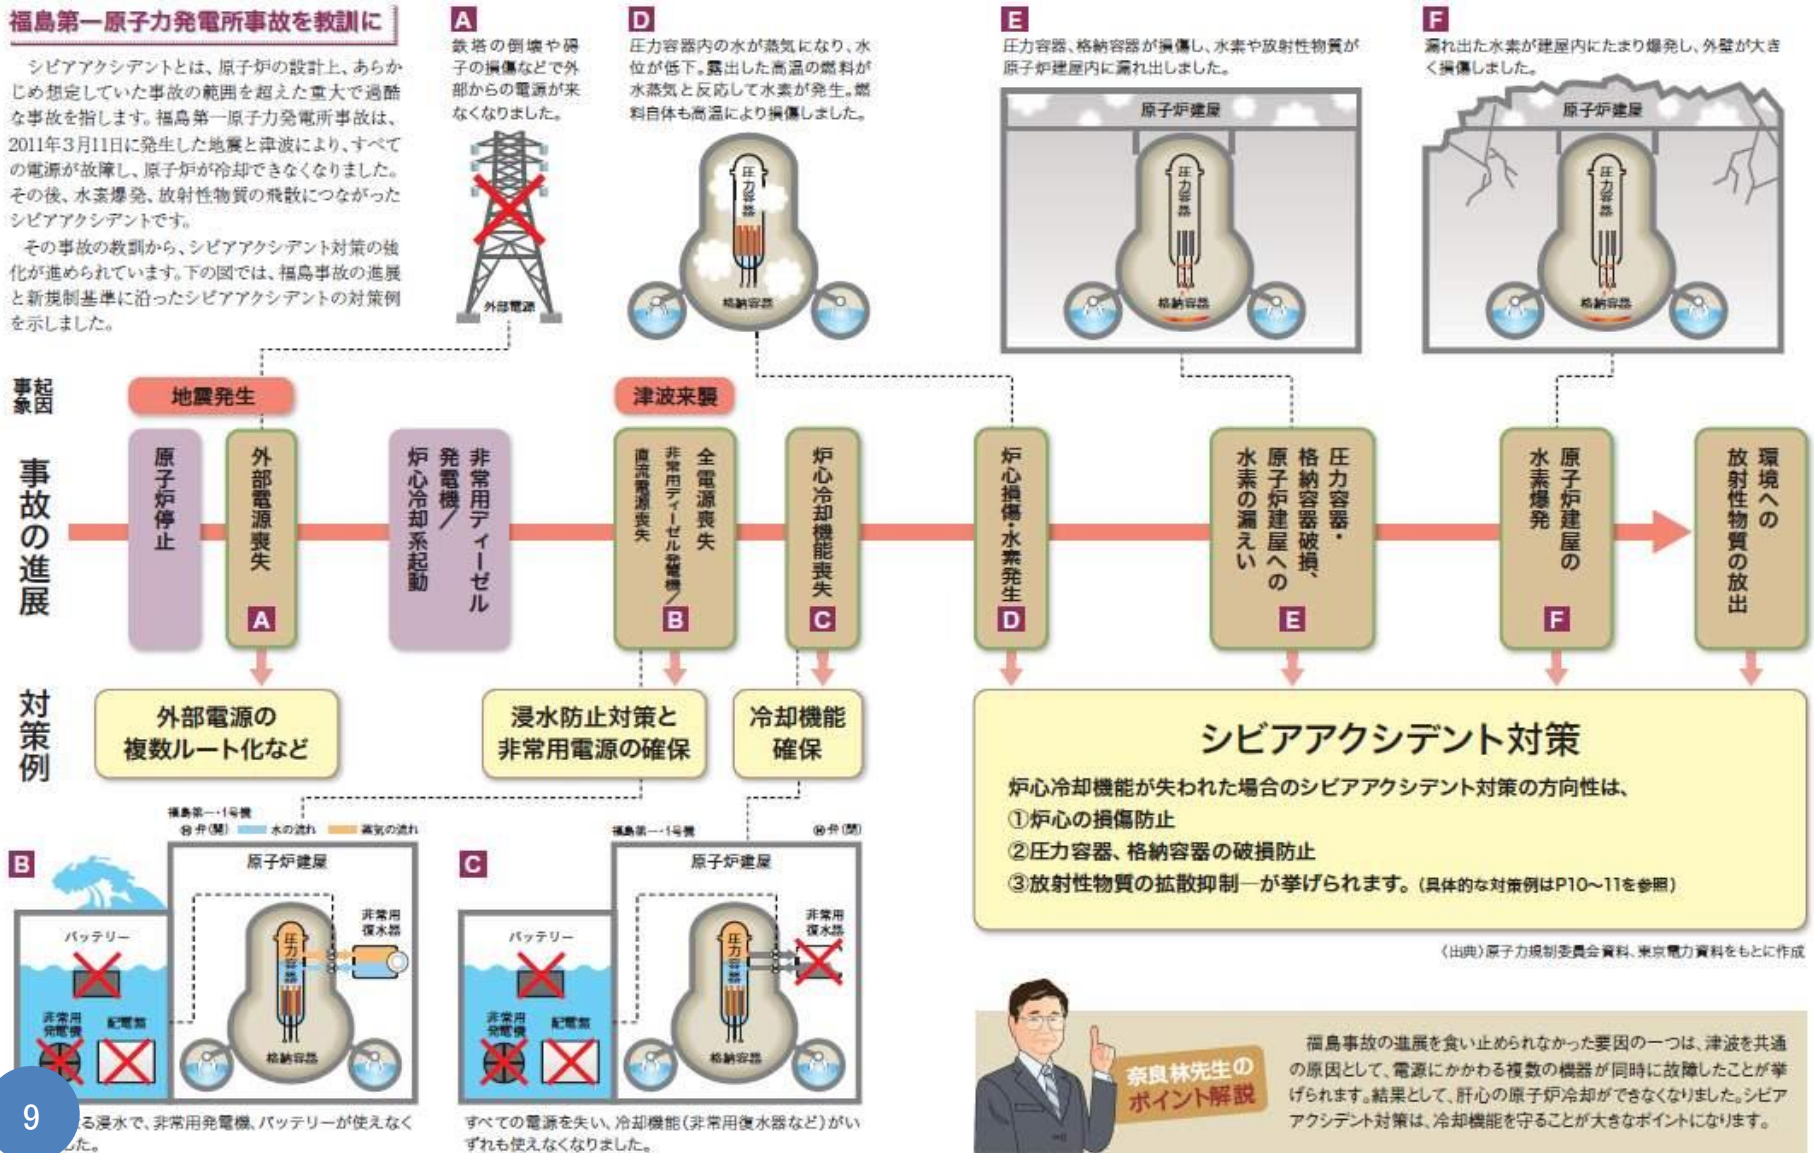 福島第一原子力発電所事故を教訓に
シビアアクシデントとは、原子炉の設計上、あらか
じめ想定していた事故の範囲を超えた重大で過酷
な事故を指します。福島第一原子力発電所事故は、
2011年3月11日に発生した地震と津波により、すべて
の電源が故障し、原子炉が冷却できなくなりました。
その後、水素爆発、放射性物質の飛散につながった
シビアアクシデントです。
その事故の教訓から、シビアアクシデント対策の強
化が進められています。下の図では、福島事故の進展
と新規制基準に沿ったシビアアクシデントの対策例
を示しました。
A
鉄塔の倒壊や碍
子の損傷などで外
部からの電源が来
なくなりました。
外部電源
D
圧力容器内の水が蒸気になり、水
位が低下。露出した高温の燃料が
水蒸気と反応して水素が発生。燃
料自体も高温により損傷しました。
圧力容器
格納容器
E
圧力容器、格納容器が損傷し、水素や放射性物質が
原子炉建屋内に漏れ出しました。
原子炉建屋
圧力容器
格納容器
F
漏れ出た水素が建屋内にたまり爆発し、外壁が大き
く損傷しました。
原子炉建屋
圧力容器
格納容器
起因
事象
地震発生
津波来襲
事故の進展
原子炉停止
外部電源喪失
A
非常用ディーゼル
発電機/
炉心冷却系起動
全電源喪失
非常用ディーゼル発電機/
直流電源喪失
B
炉心冷却機能喪失
C
炉心損傷・水素発生
D
圧力容器・
格納容器破損、
原子炉建屋への
水素の漏えい
E
原子炉建屋の
水素爆発
F
環境への
放射性物質の放出
対策例
外部電源の
複数ルート化など
浸水防止対策と
非常用電源の確保
冷却機能
確保
シビアアクシデント対策
炉心冷却機能が失われた場合のシビアアクシデント対策の方向性は、
①炉心の損傷防止
②圧力容器、格納容器の破損防止
③放射性物質の拡散抑制—が挙げられます。(具体的な対策例はP10〜11を参照)
〈出典〉原子力規制委員会資料、東京電力資料をもとに作成
B
福島第一・1号機
弁(開) 水の流れ 蒸気の流れ
原子炉建屋
バッテリー
非常用
発電機
配電盤
圧力容器
格納容器
非常用
復水器
る浸水で、非常用発電機、バッテリーが使えなく
した。
C
福島第一・1号機
弁(閉)
原子炉建屋
バッテリー
非常用
発電機
配電盤
圧力容器
格納容器
非常用
復水器
すべての電源を失い、冷却機能(非常用復水器など)がい
ずれも使えなくなりました。
奈良林先生の
ポイント解説
福島事故の進展を食い止められなかった要因の一つは、津波を共通
の原因として、電源にかかわる複数の機器が同時に故障したことが挙
げられます。結果として、肝心の原子炉冷却ができなくなりました。シビア
アクシデント対策は、冷却機能を守ることが大きなポイントになります。
9